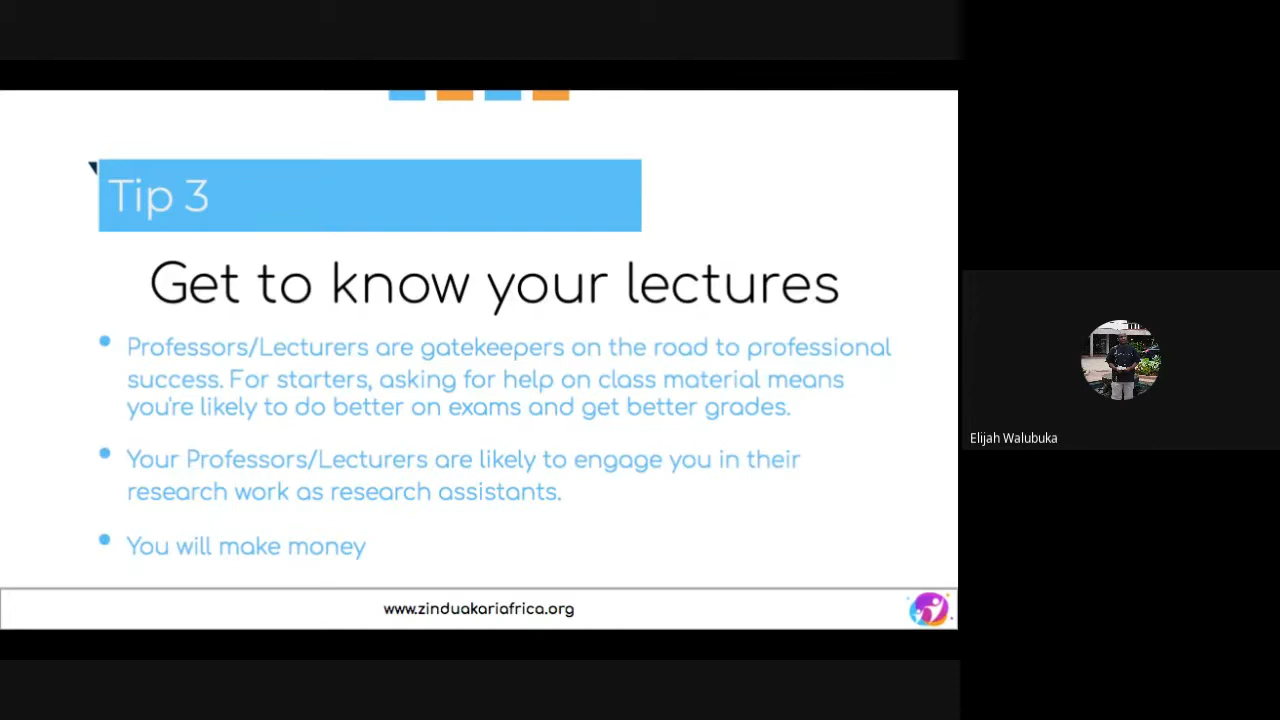 Tip 3
Get to know your lectures
Professors/Lecturers are gatekeepers on the road to professional
success. For starters, asking for help on class material means
you're likely to do better on exams and get better grades.
Your Professors/Lecturers are likely to engage you in their
research work as research assistants.
You will make money
www.zinduakariafrica.org
Elijah Walubuka